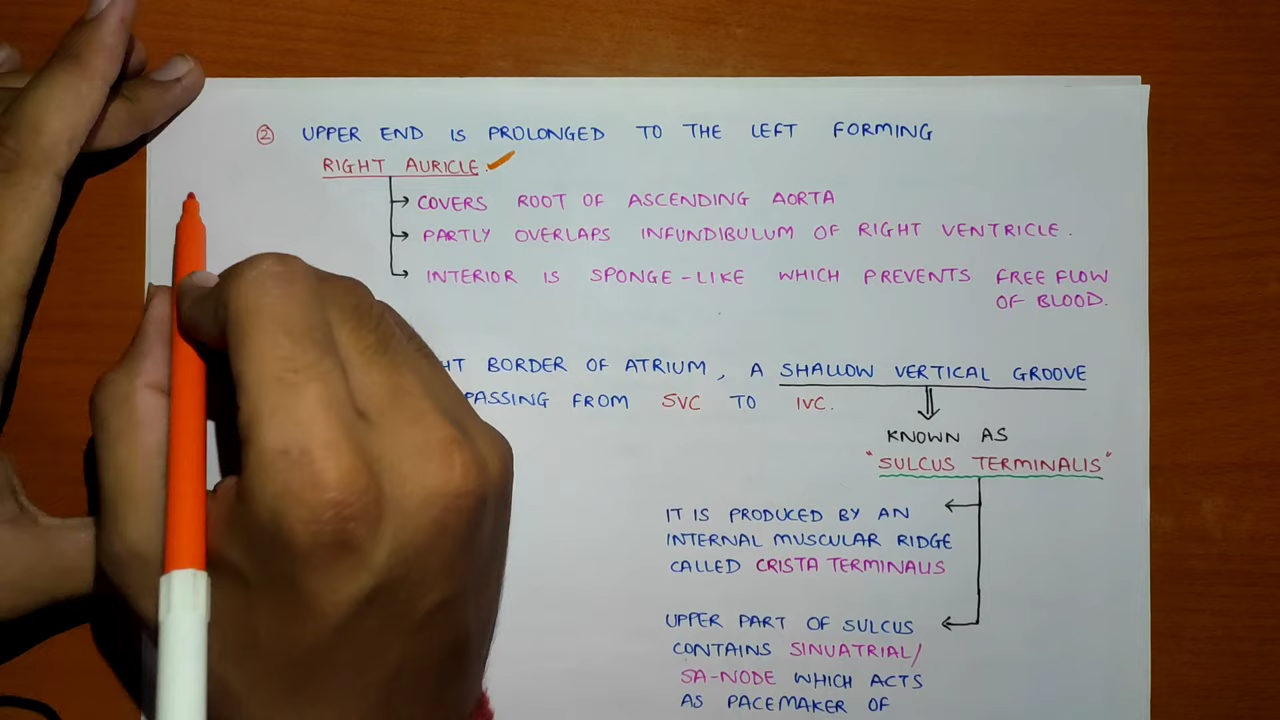 ② UPPER END IS PROLONGED TO THE LEFT FORMING
RIGHT AURICLE.
COVERS ROOT OF ASCENDING AORTA
PARTLY OVERLAPS INFUNDIBULUM OF RIGHT VENTRICLE.
INTERIOR IS SPONGE-LIKE WHICH PREVENTS FREE FLOW
OF BLOOD.
BORDER OF ATRIUM, A SHALLOW VERTICAL GROOVE
PASSING FROM SVC TO IVC.
KNOWN AS
"SULCUS TERMINALIS"
IT IS PRODUCED BY AN
INTERNAL MUSCULAR RIDGE
CALLED CRISTA TERMINALIS
UPPER PART OF SULCUS
CONTAINS SINUATRIAL/
SA-NODE WHICH ACTS
AS PACEMAKER OF